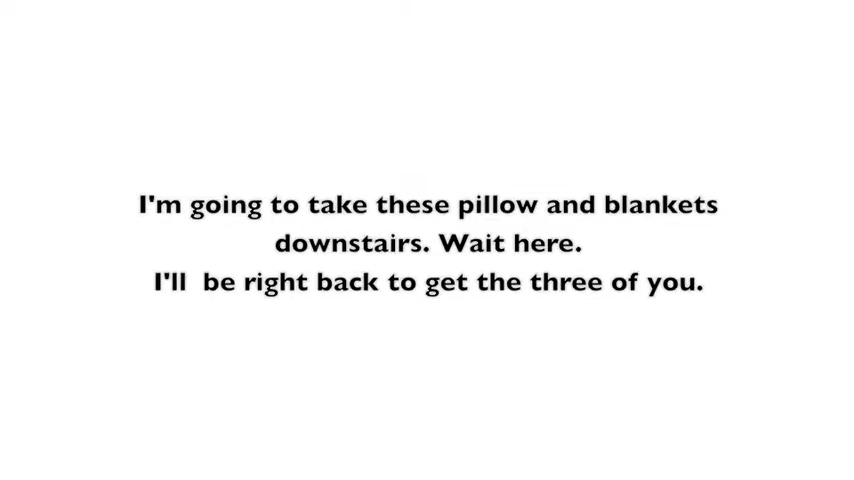 I'm going to take these pillow and blankets
downstairs. Wait here.
I'll  be right back to get the three of you.